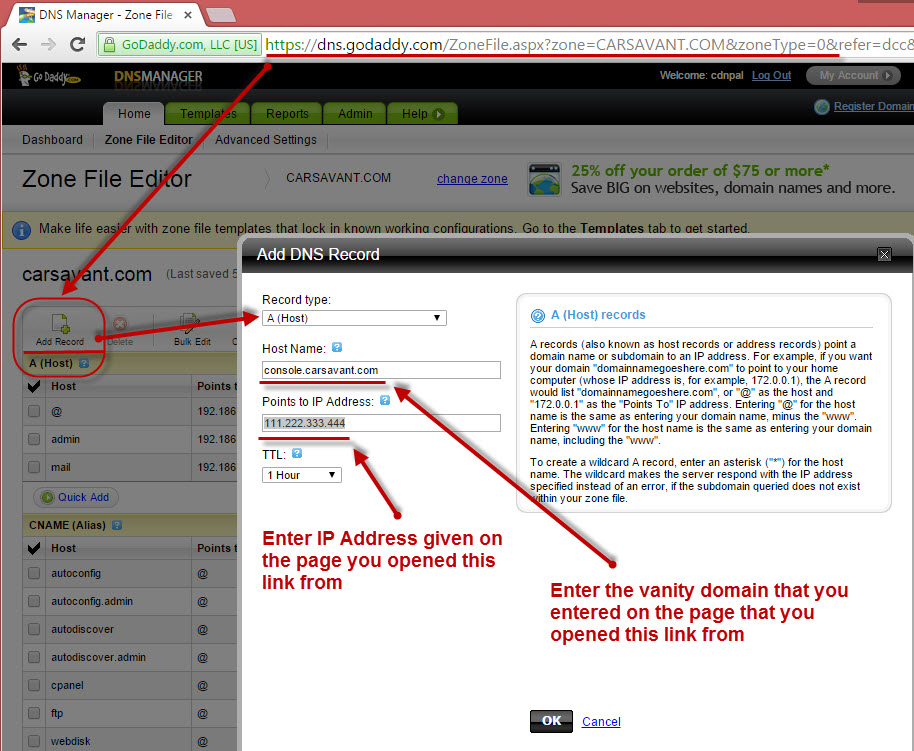 DNS Manager - Zone File
GoDaddy.com, LLC [US]
https://dns.godaddy.com/ZoneFile.aspx?zone=CARSAVANT.COM&zoneType=0&refer=dcc&
Go Daddy.com
DNSMANAGER
Welcome: cdnpal
Log Out
My Account
Home
Templates
Reports
Admin
Help
Register Domain
Dashboard
Zone File Editor
Advanced Settings
Zone File Editor
CARSAVANT.COM
change zone
25% off your order of $75 or more*
Save BIG on websites, domain names and more.
Make life easier with zone file templates that lock in known working configurations. Go to the Templates tab to get started.
carsavant.com
(Last saved 5
Add Record
Delete
Bulk Edit
A (Host)
Host
Points t
@
192.186
admin
192.186
mail
192.186
Quick Add
CNAME (Alias)
Host
Points t
autoconfig
@
autoconfig.admin
@
autodiscover
@
autodiscover.admin
@
cpanel
@
ftp
@
webdisk
@
Add DNS Record
Record type:
A (Host)
Host Name:
console.carsavant.com
Points to IP Address:
111.222.333.444
TTL:
1 Hour
A (Host) records
A records (also known as host records or address records) point a
domain name or subdomain to an IP address. For example, if you want
your domain "domainnamegoeshere.com" to point to your home
computer (whose IP address is, for example, 172.0.0.1), the A record
would list "domainnamegoeshere.com", or "@" as the host and
"172.0.0.1" as the "Points To" IP address. Entering "@" for the host
name is the same as entering your domain name, minus the "www".
Entering "www" for the host name is the same as entering your domain
name, including the "www".
To create a wildcard A record, enter an asterisk ("*") for the host
name. The wildcard makes the server respond with the IP address
specified instead of an error, if the subdomain queried does not exist
within your zone file.
Enter IP Address given on
the page you opened this
link from
Enter the vanity domain that you
entered on the page that you
opened this link from
OK
Cancel